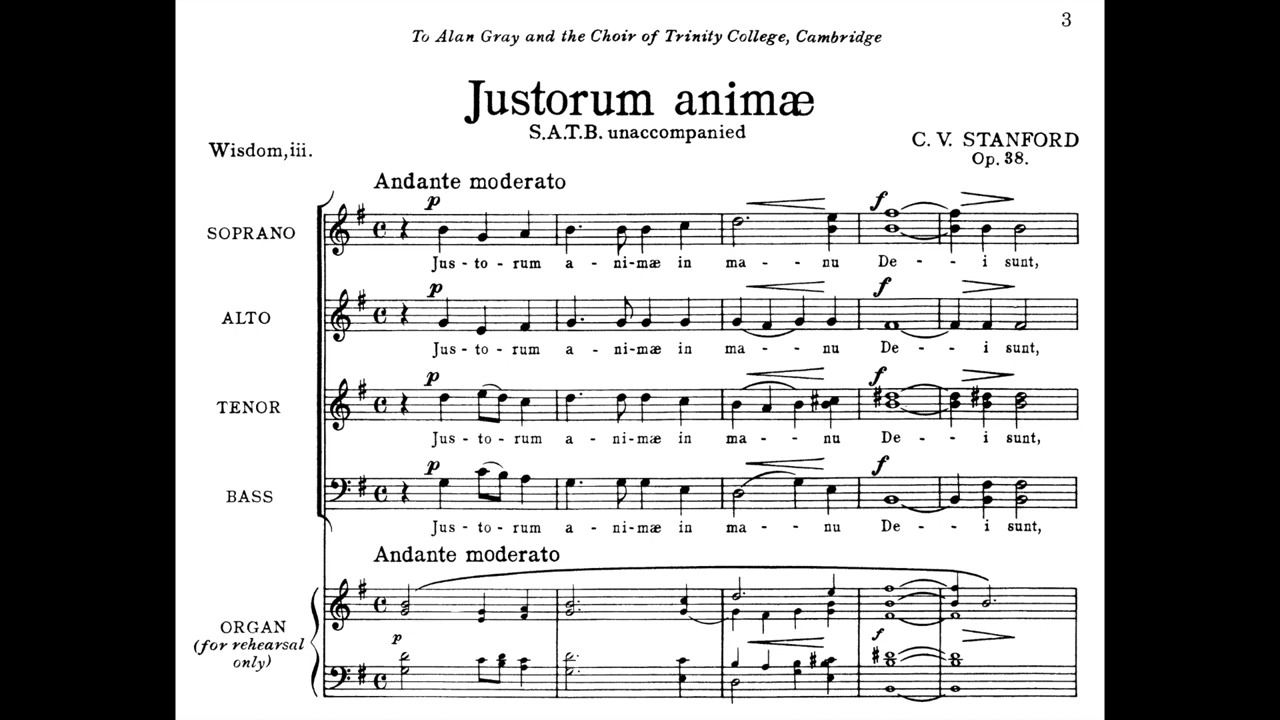 3
To Alan Gray and the Choir of Trinity College, Cambridge
Justorum animæ
S.A.T.B. unaccompanied
Wisdom, iii.
C. V. STANFORD
Op. 38.
Andante moderato
p f
SOPRANO
Jus - to - rum a - ni-mæ in ma - - nu De - - i sunt,
p f
ALTO
Jus - to - rum a - ni-mæ in ma - - nu De - - i sunt,
p f
TENOR
Jus - to - rum a - ni-mæ in ma - - nu De - - i sunt,
p f
BASS
Jus - to - rum a - ni-mæ in ma - - nu De - - i sunt,
Andante moderato
ORGAN
(for rehearsal
only)
p f